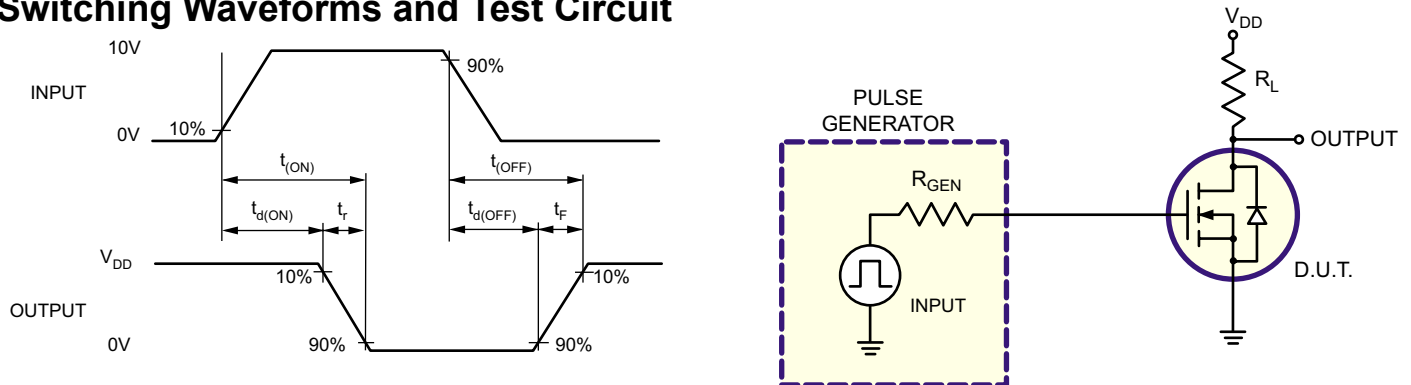 Switching Waveforms and Test Circuit
10V
90%
INPUT
10%
0V
t(ON)
t(OFF)
td(ON)
tr
td(OFF)
tF
VDD
10%
10%
OUTPUT
0V
90%
90%
VDD
RL
PULSE
GENERATOR
OUTPUT
RGEN
D.U.T.
INPUT